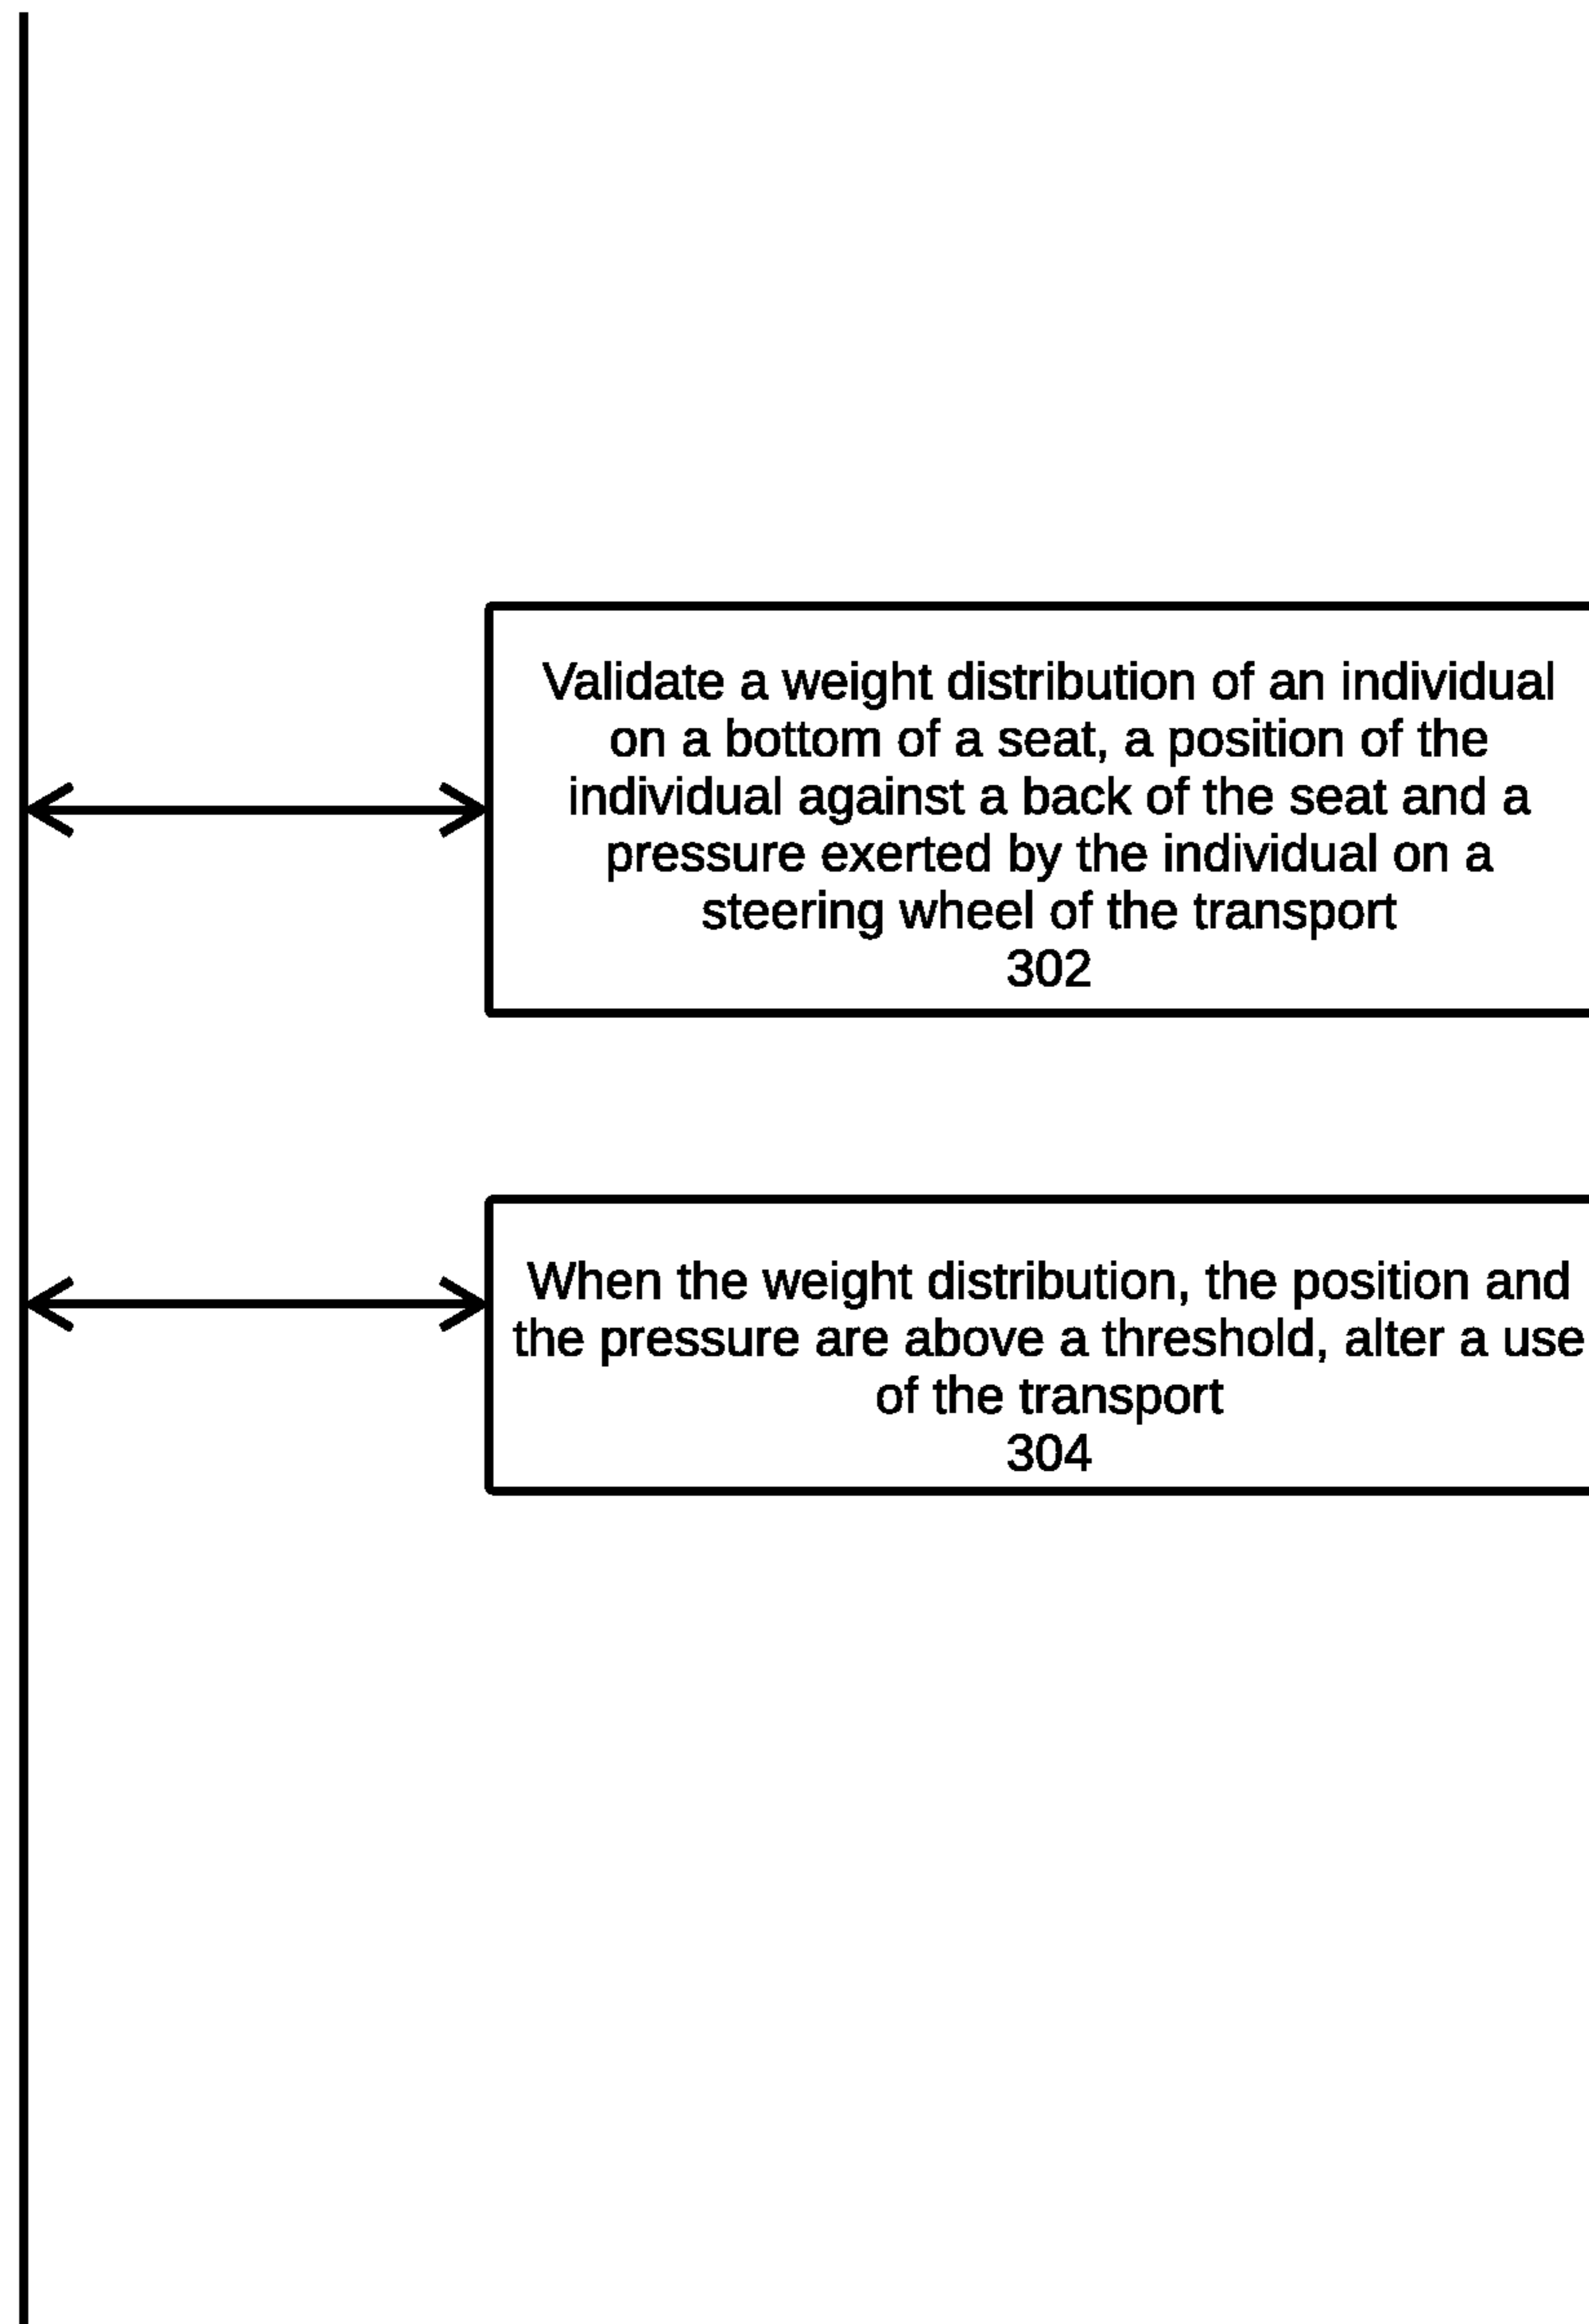 Validate a weight distribution of an individual
on a bottom of a seat, a position of the
individual against a back of the seat and a
pressure exerted by the individual on a
steering wheel of the transport
302
When the weight distribution, the position and
the pressure are above a threshold, alter a use
of the transport
304